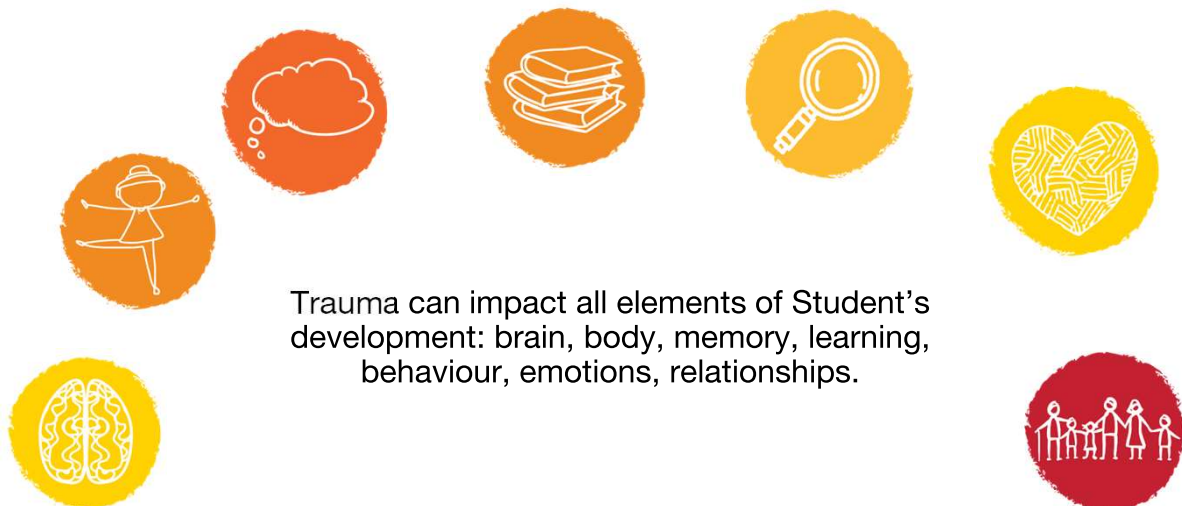 Trauma can impact all elements of Student’s
development: brain, body, memory, learning,
behaviour, emotions, relationships.